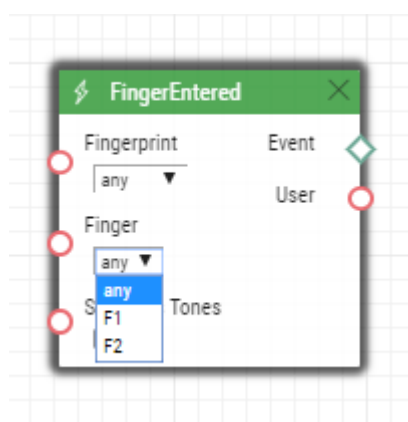 FingerEntered
Fingerprint Event
any
User
Finger
any
any
S Tones
F1
F2